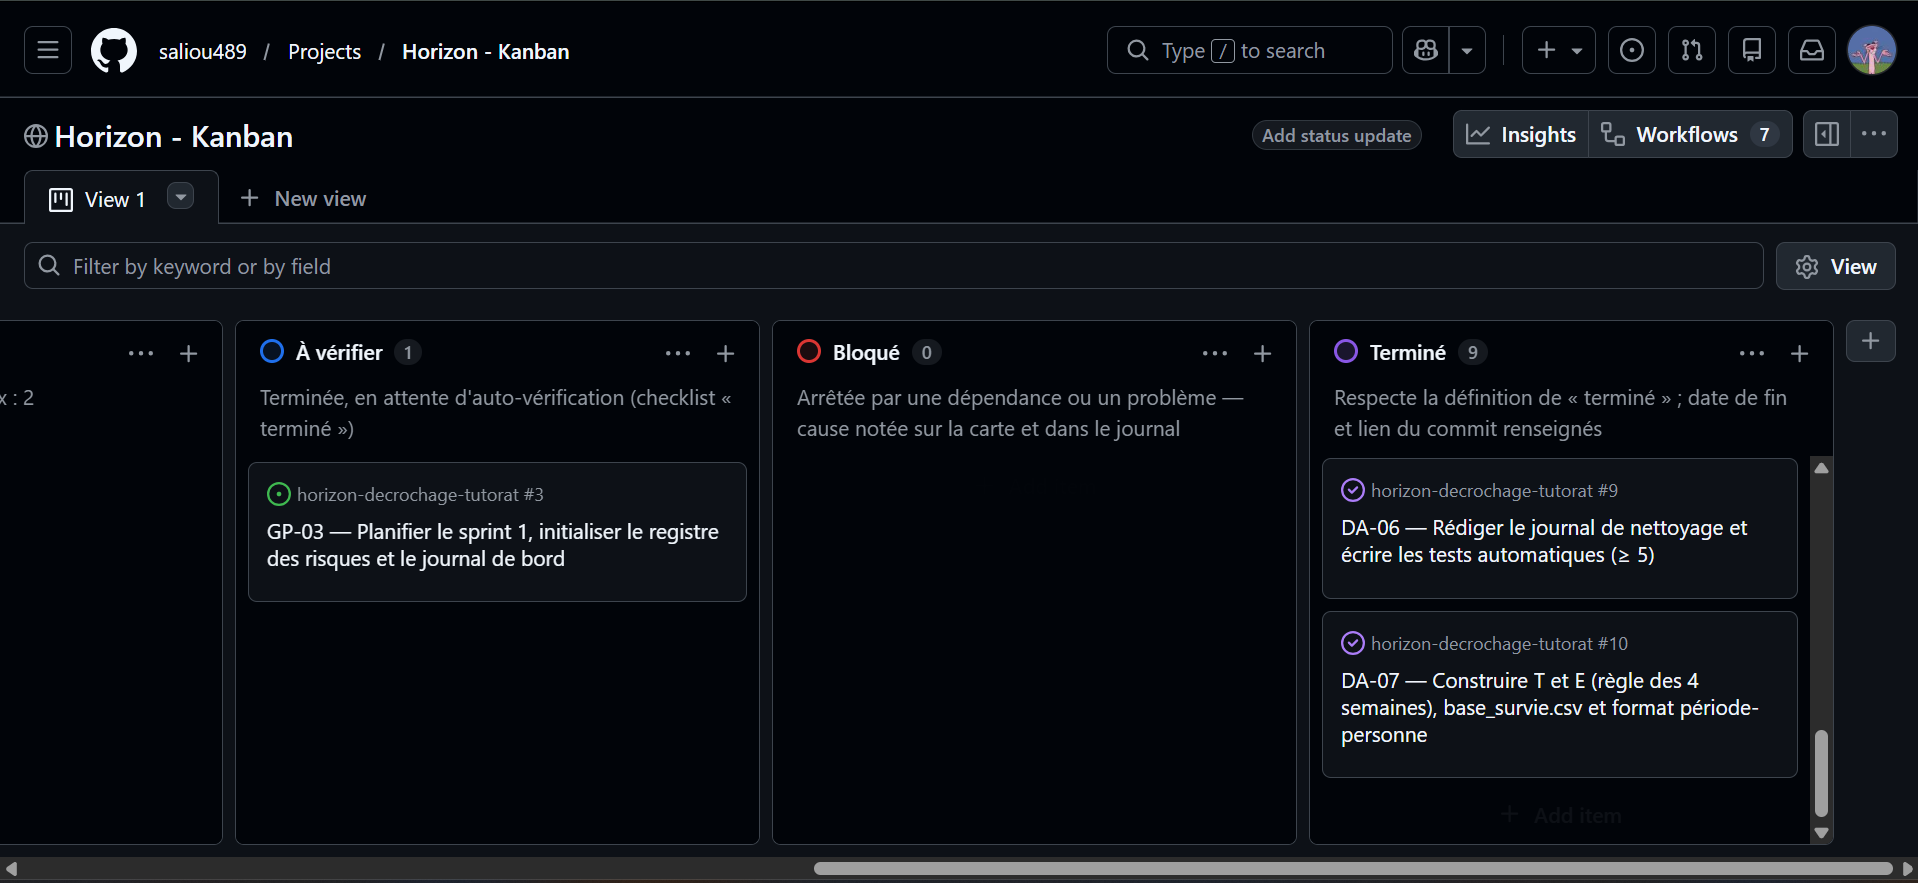 saliou489 / Projects / Horizon - Kanban
Type / to search
Horizon - Kanban
Add status update
Insights
Workflows 7
View 1
New view
Filter by keyword or by field
View
x : 2
À vérifier 1
Terminée, en attente d'auto-vérification (checklist «
terminé »)
horizon-decrochage-tutorat #3
GP-03 — Planifier le sprint 1, initialiser le registre
des risques et le journal de bord
Bloqué 0
Arrêtée par une dépendance ou un problème —
cause notée sur la carte et dans le journal
Terminé 9
Respecte la définition de « terminé » ; date de fin
et lien du commit renseignés
horizon-decrochage-tutorat #9
DA-06 — Rédiger le journal de nettoyage et
écrire les tests automatiques (≥ 5)
horizon-decrochage-tutorat #10
DA-07 — Construire T et E (règle des 4
semaines), base_survie.csv et format période-
personne
Add item